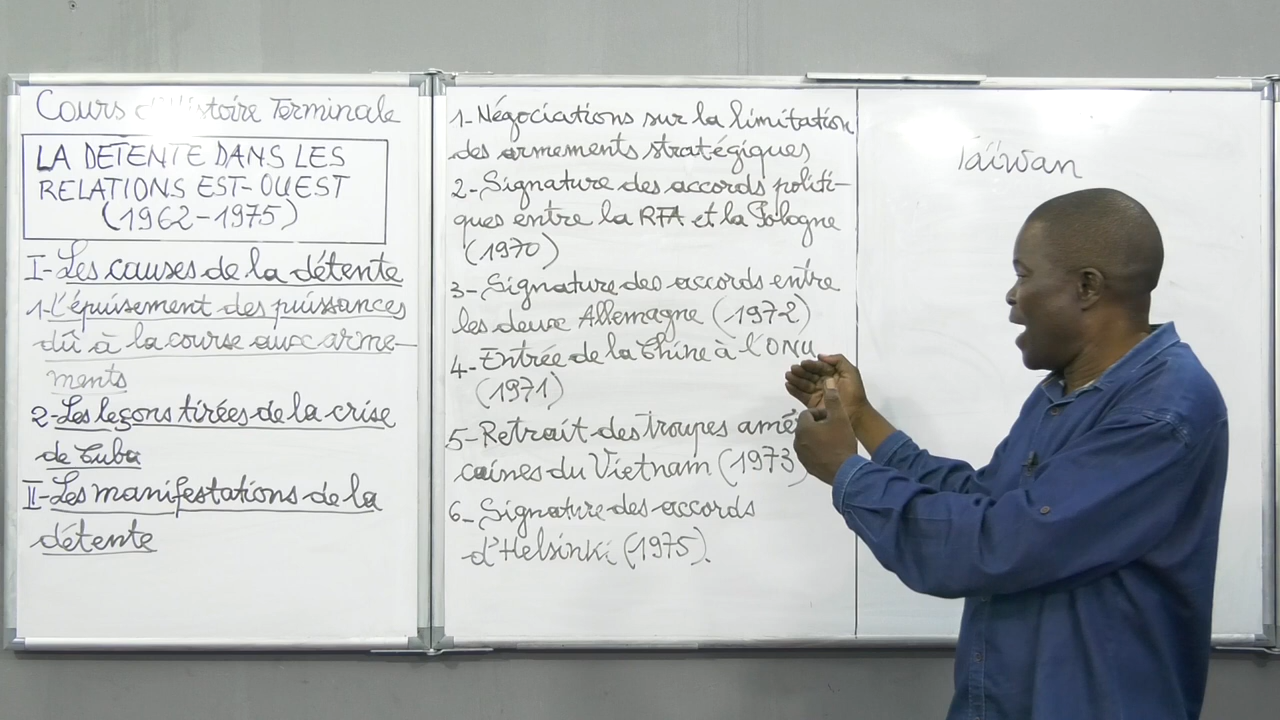 Cours d'Histoire Terminale
LA DETENTE DANS LES
RELATIONS EST-OUEST
(1962-1975)
I-Les causes de la détente
1-L'épuisement des puissances
dû à la course aux arme-
ments
2-Les leçons tirées de la crise
de Cuba
II-Les manifestations de la
détente
1-Négociations sur la limitation
des armements stratégiques
2-Signature des accords politi-
ques entre la RFA et la Pologne
(1970)
3-Signature des accords entre
les deux Allemagne (1972)
4-Entrée de la Chine à l'ONU
(1971)
5-Retrait des troupes amé
caines du Vietnam (1973)
6-Signature des accords
d'Helsinki (1975).
Taïwan